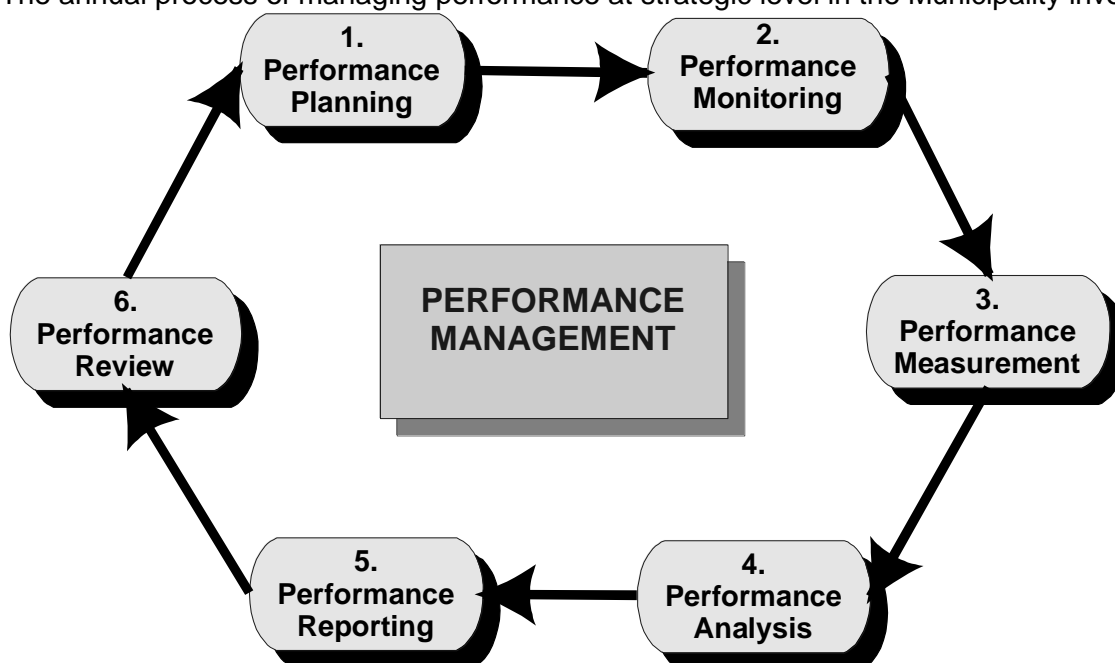 The annual process of managing performance at strategic level in the Municipality
1.
Performance
Planning
2.
Performance
Monitoring
3.
Performance
Measurement
4.
Performance
Analysis
5.
Performance
Reporting
6.
Performance
Review
PERFORMANCE
MANAGEMENT